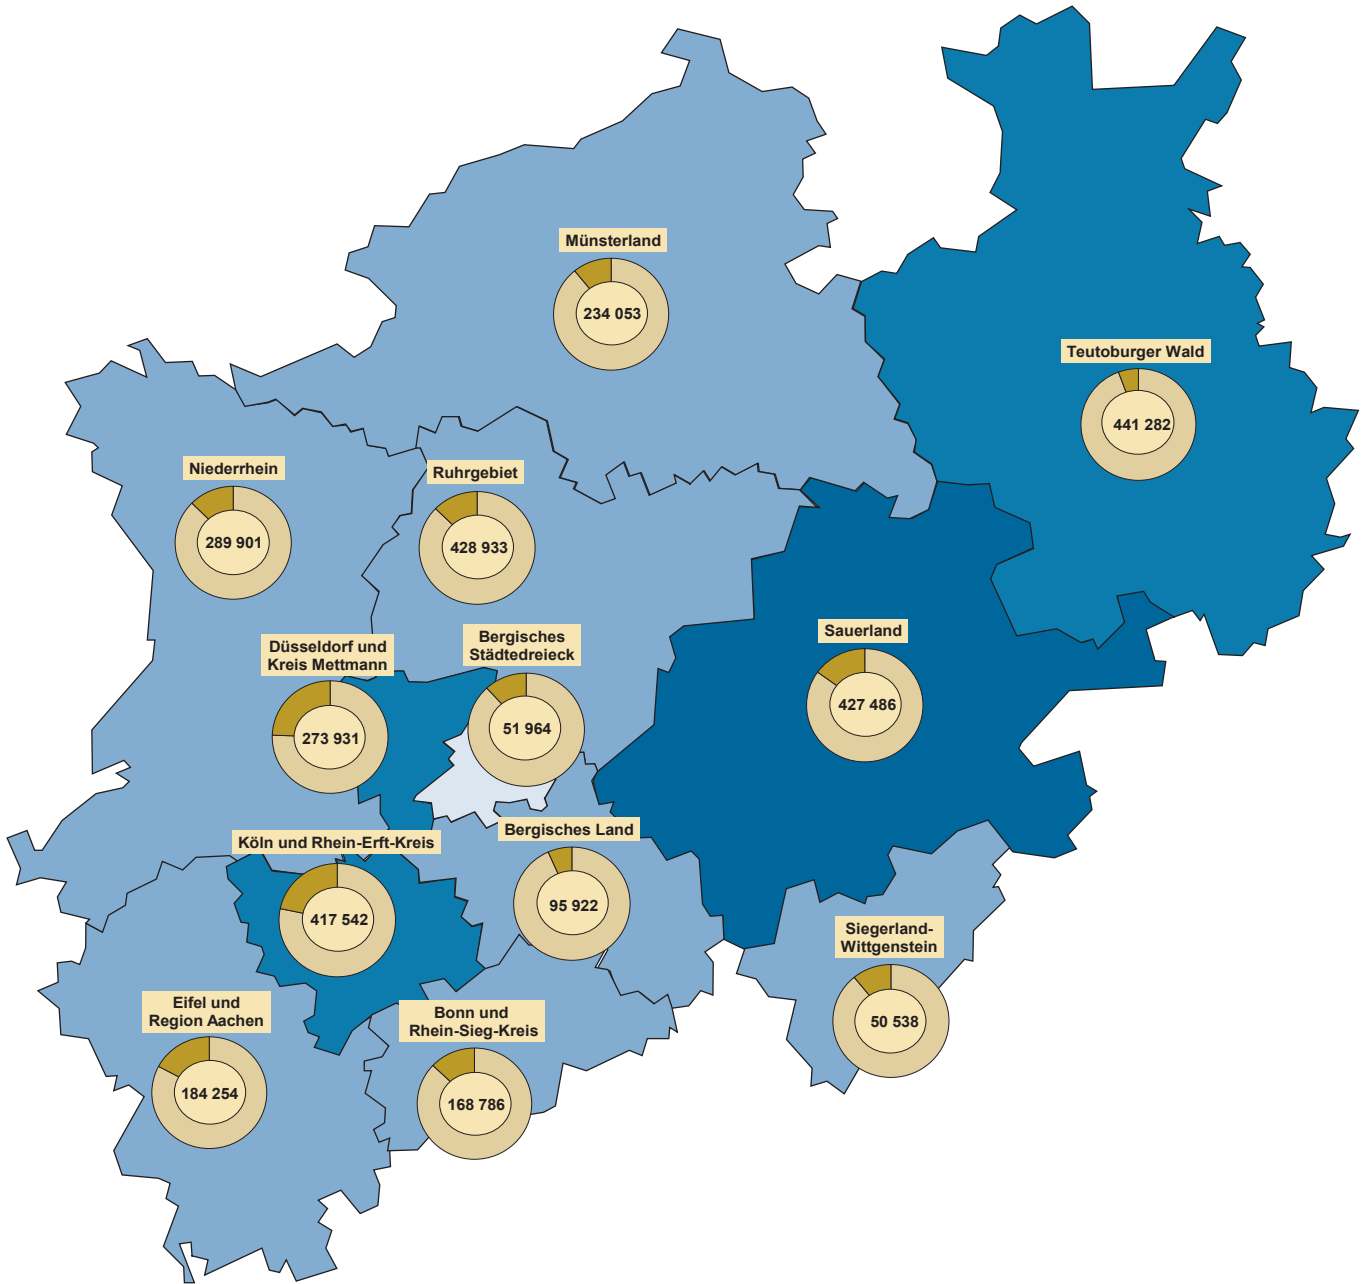 Münsterland
234 053
Teutoburger Wald
441 282
Niederrhein
289 901
Ruhrgebiet
428 933
Düsseldorf und
Kreis Mettmann
273 931
Bergisches
Städtedreieck
51 964
Sauerland
427 486
Köln und Rhein-Erft-Kreis
417 542
Bergisches Land
95 922
Siegerland-
Wittgenstein
50 538
Eifel und
Region Aachen
184 254
Bonn und
Rhein-Sieg-Kreis
168 786